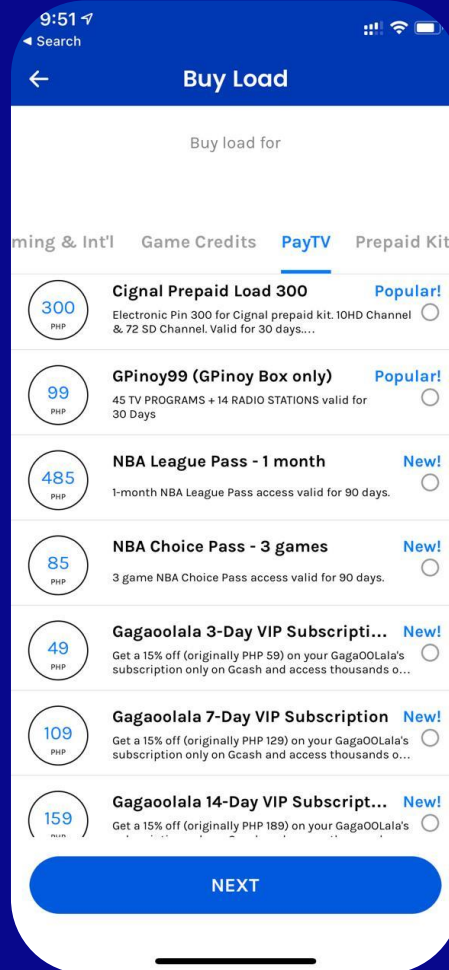 9:51
◀ Search
Buy Load
Buy load for
ming & Int'l Game Credits PayTV Prepaid Kit
300 PHP
Cignal Prepaid Load 300 Popular!
Electronic Pin 300 for Cignal prepaid kit. 10HD Channel
& 72 SD Channel. Valid for 30 days....
99 PHP
GPinoy99 (GPinoy Box only) Popular!
45 TV PROGRAMS + 14 RADIO STATIONS valid for
30 Days
485 PHP
NBA League Pass - 1 month New!
1-month NBA League Pass access valid for 90 days.
85 PHP
NBA Choice Pass - 3 games New!
3 game NBA Choice Pass access valid for 90 days.
49 PHP
Gagaoolala 3-Day VIP Subscripti... New!
Get a 15% off (originally PHP 59) on your GagaOOLala's
subscription only on Gcash and access thousands o...
109 PHP
Gagaoolala 7-Day VIP Subscription New!
Get a 15% off (originally PHP 129) on your GagaOOLala's
subscription only on Gcash and access thousands o...
159
Gagaoolala 14-Day VIP Subscript... New!
Get a 15% off (originally PHP 189) on your GagaOOLala's
NEXT